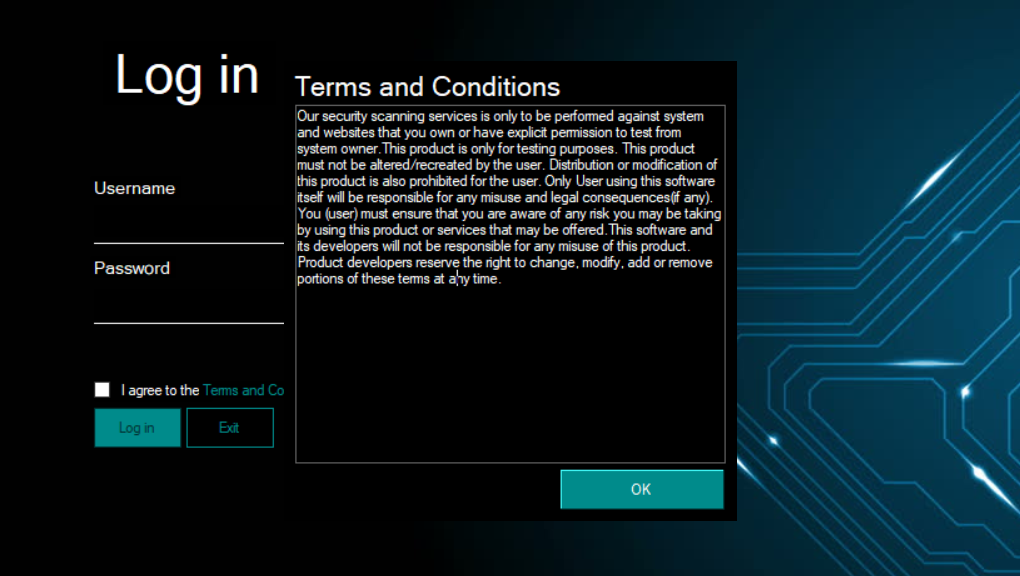 Log in
Username
Password
I agree to the Terms and Co
Log in
Exit
Terms and Conditions
Our security scanning services is only to be performed against system
and websites that you own or have explicit permission to test from
system owner.This product is only for testing purposes. This product
must not be altered/recreated by the user. Distribution or modification of
this product is also prohibited for the user. Only User using this software
itself will be responsible for any misuse and legal consequences(if any).
You (user) must ensure that you are aware of any risk you may be taking
by using this product or services that may be offered.This software and
its developers will not be responsible for any misuse of this product.
Product developers reserve the right to change, modify, add or remove
portions of these terms at any time.
OK